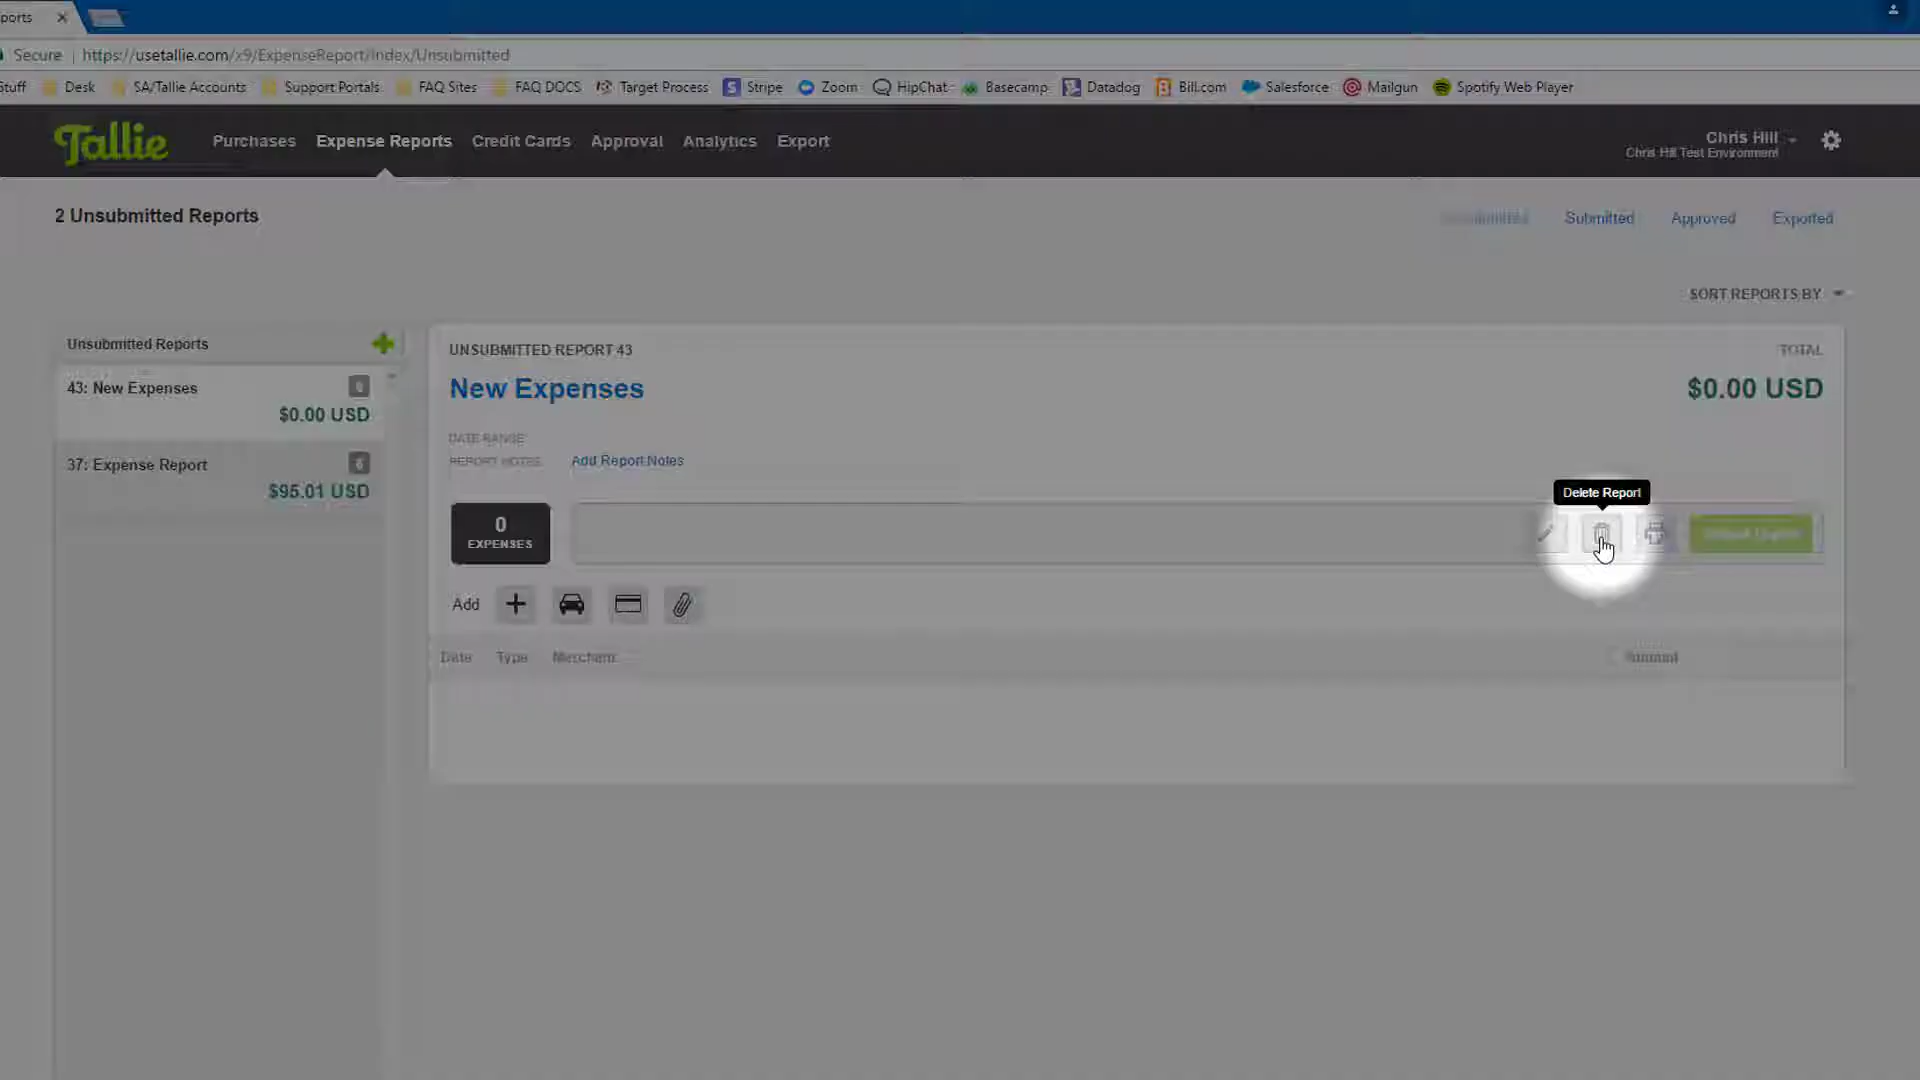 ports
Secure https://usetallie.com/x9/ExpenseReport/Index/Unsubmitted
Stuff Desk SA/Tallie Accounts Support Portals FAQ Sites FAQ DOCS Target Process Stripe Zoom HipChat Basecamp Datadog Bill.com Salesforce Mailgun Spotify Web Player
Tallie Purchases Expense Reports Credit Cards Approval Analytics Export Chris Hill
Chris Hill Test Environment
2 Unsubmitted Reports Unsubmitted Submitted Approved Exported
SORT REPORTS BY
Unsubmitted Reports
43: New Expenses 0
$0.00 USD
37: Expense Report 6
$95.01 USD
UNSUBMITTED REPORT 43 TOTAL
New Expenses $0.00 USD
DATE RANGE
REPORT NOTES Add Report Notes
Delete Report
0
EXPENSES
Add
Date Type Merchant Amount